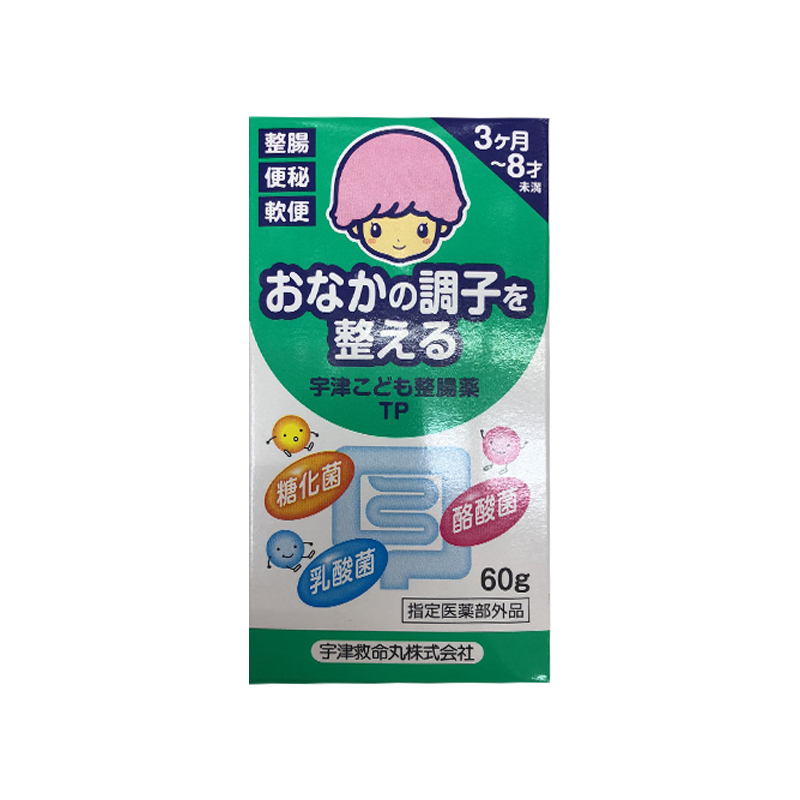 整腸
便秘
軟便
3ヶ月
~8才
未満
おなかの調子を
整える
宇津こども整腸薬
TP
糖化菌
酪酸菌
乳酸菌
60g
指定医薬部外品
宇津救命丸株式会社